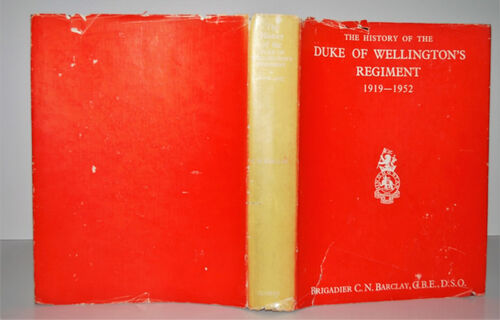 THE HISTORY OF THE
DUKE OF WELLINGTON'S
REGIMENT
1919—1952
BRIGADIER C. N. BARCLAY, C.B.E., D.S.O.